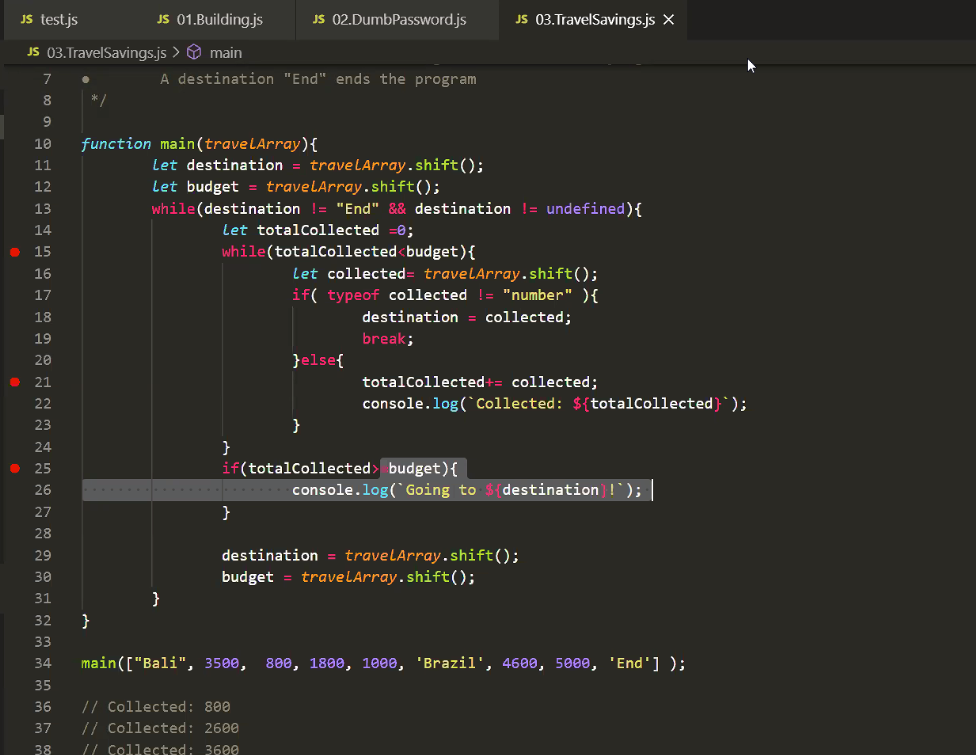 JS test.js JS 01.Building.js JS 02.DumbPassword.js JS 03.TravelSavings.js ×
JS 03.TravelSavings.js > main
7 ● A destination "End" ends the program
8 */
9
10 function main(travelArray){
11 let destination = travelArray.shift();
12 let budget = travelArray.shift();
13 while(destination != "End" && destination != undefined){
14 let totalCollected =0;
15 while(totalCollected<budget){
16 let collected= travelArray.shift();
17 if( typeof collected != "number" ){
18 destination = collected;
19 break;
20 }else{
21 totalCollected+= collected;
22 console.log(`Collected: ${totalCollected}`);
23 }
24 }
25 if(totalCollected>=budget){
26 console.log(`Going to ${destination}!`);
27 }
28
29 destination = travelArray.shift();
30 budget = travelArray.shift();
31 }
32 }
33
34 main(["Bali", 3500, 800, 1800, 1000, 'Brazil', 4600, 5000, 'End'] );
35
36 // Collected: 800
37 // Collected: 2600
38 // Collected: 3600